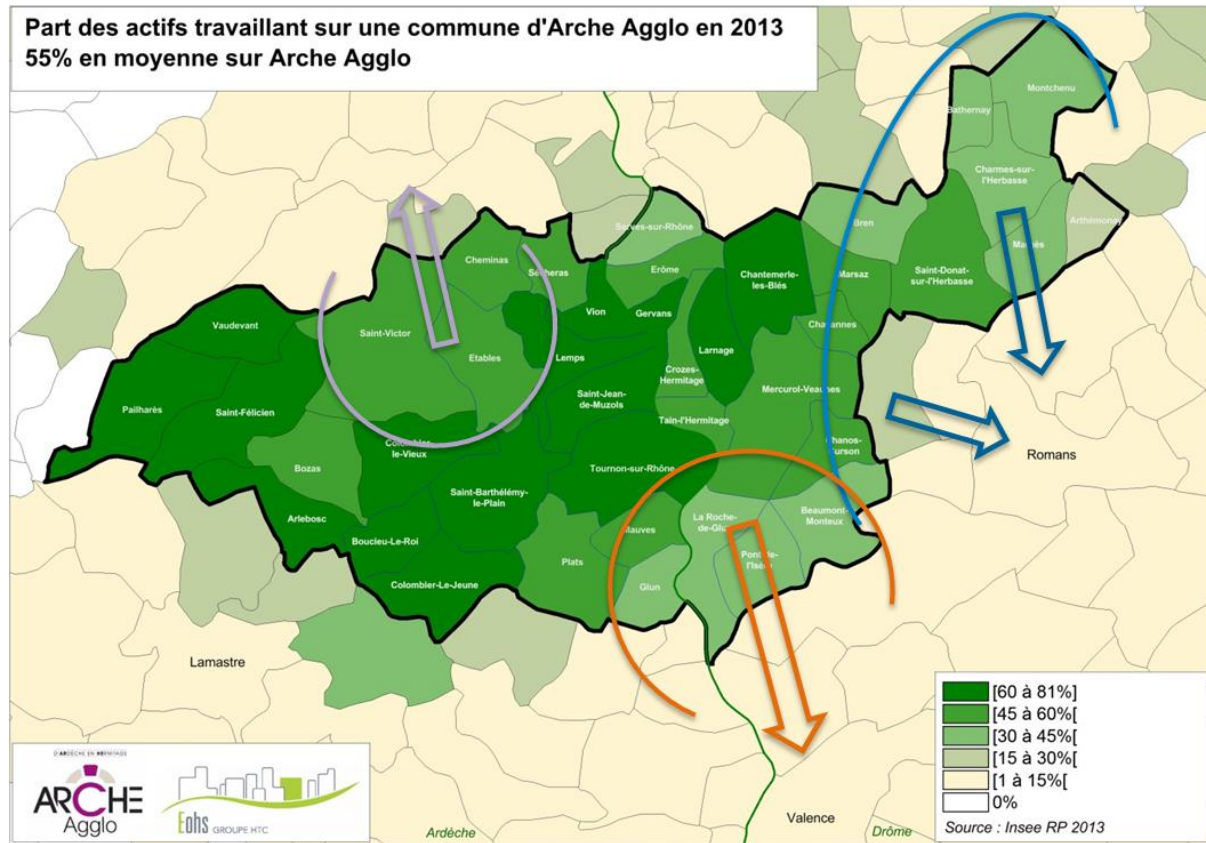 Part des actifs travaillant sur une commune d'Arche Agglo en 2013
55% en moyenne sur Arche Agglo
Montchenu
Bathernay
Charmes-sur-
l'Herbasse
Arthémonay
Margès
Bren
Saint-Donat-
sur-l'Herbasse
Marsaz
Serves-sur-Rhône
Cheminas
Sécheras
Erôme
Chantemerle-
les-Blés
Vion
Gervans
Chavannes
Vaudevant
Saint-Victor
Etables
Lemps
Larnage
Crozes-
Hermitage
Mercurol-Veaunes
Pailharès
Saint-Félicien
Saint-Jean-
de-Muzols
Tain-l'Hermitage
Colombier-
le-Vieux
Chanos-
Curson
Bozas
Tournon-sur-Rhône
Romans
Saint-Barthélémy-
le-Plain
Arlebosc
La Roche-
de-Glun
Beaumont-
Monteux
Mauves
Boucieu-Le-Roi
Plats
Pont-de-
l'Isère
Glun
Colombier-Le-Jeune
Lamastre
[60 à 81%]
[45 à 60%[
[30 à 45%[
[15 à 30%[
[1 à 15%[
0%
Source : Insee RP 2013
D'ARDÈCHE EN HERMITAGE
ARCHE
Agglo
Eohs GROUPE HTC
Ardèche
Valence
Drôme